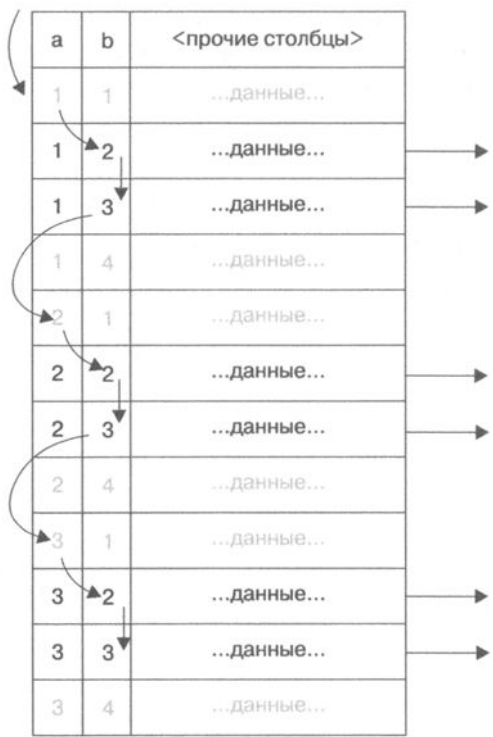 a b <прочие столбцы>
1 1 ...данные...
1 2 ...данные...
1 3 ...данные...
1 4 ...данные...
2 1 ...данные...
2 2 ...данные...
2 3 ...данные...
2 4 ...данные...
3 1 ...данные...
3 2 ...данные...
3 3 ...данные...
3 4 ...данные...